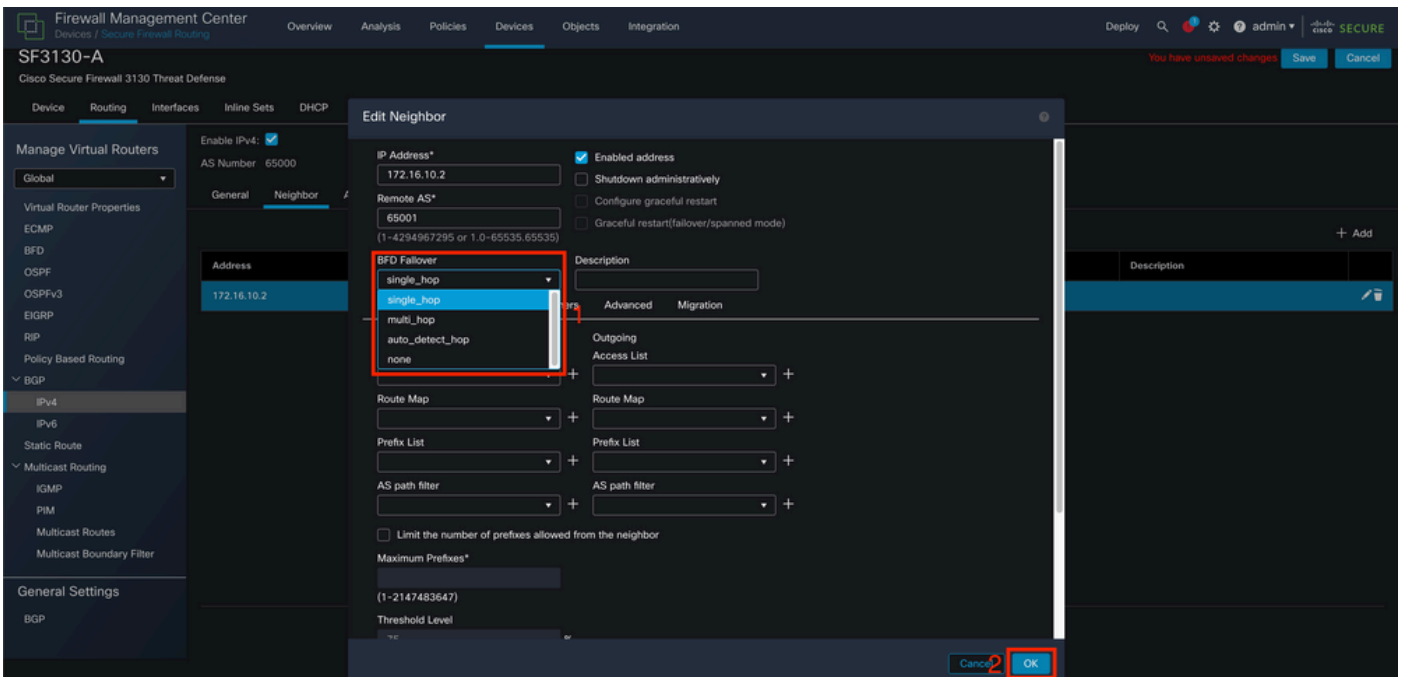 Firewall Management Center
Devices / Secure Firewall Routing
Overview Analysis Policies Devices Objects Integration
Deploy admin
cisco SECURE
SF3130-A
Cisco Secure Firewall 3130 Threat Defense
You have unsaved changes Save Cancel
Device Routing Interfaces Inline Sets DHCP
Manage Virtual Routers
Global
Virtual Router Properties
ECMP
BFD
OSPF
OSPFv3
EIGRP
RIP
Policy Based Routing
BGP
IPv4
IPv6
Static Route
Multicast Routing
IGMP
PIM
Multicast Routes
Multicast Boundary Filter
General Settings
BGP
Enable IPv4:
AS Number 65000
General Neighbor
+ Add
Address Description
172.16.10.2
Edit Neighbor
IP Address*
172.16.10.2
Enabled address
Shutdown administratively
Remote AS*
65001
(1-4294967295 or 1.0-65535.65535)
Configure graceful restart
Graceful restart(failover/spanned mode)
BFD Fallover
single_hop
single_hop
multi_hop
auto_detect_hop
none
1
Description
Advanced Migration
Outgoing
Access List
Route Map Route Map
Prefix List Prefix List
AS path filter AS path filter
Limit the number of prefixes allowed from the neighbor
Maximum Prefixes*
(1-2147483647)
Threshold Level
75 %
Cancel 2 OK